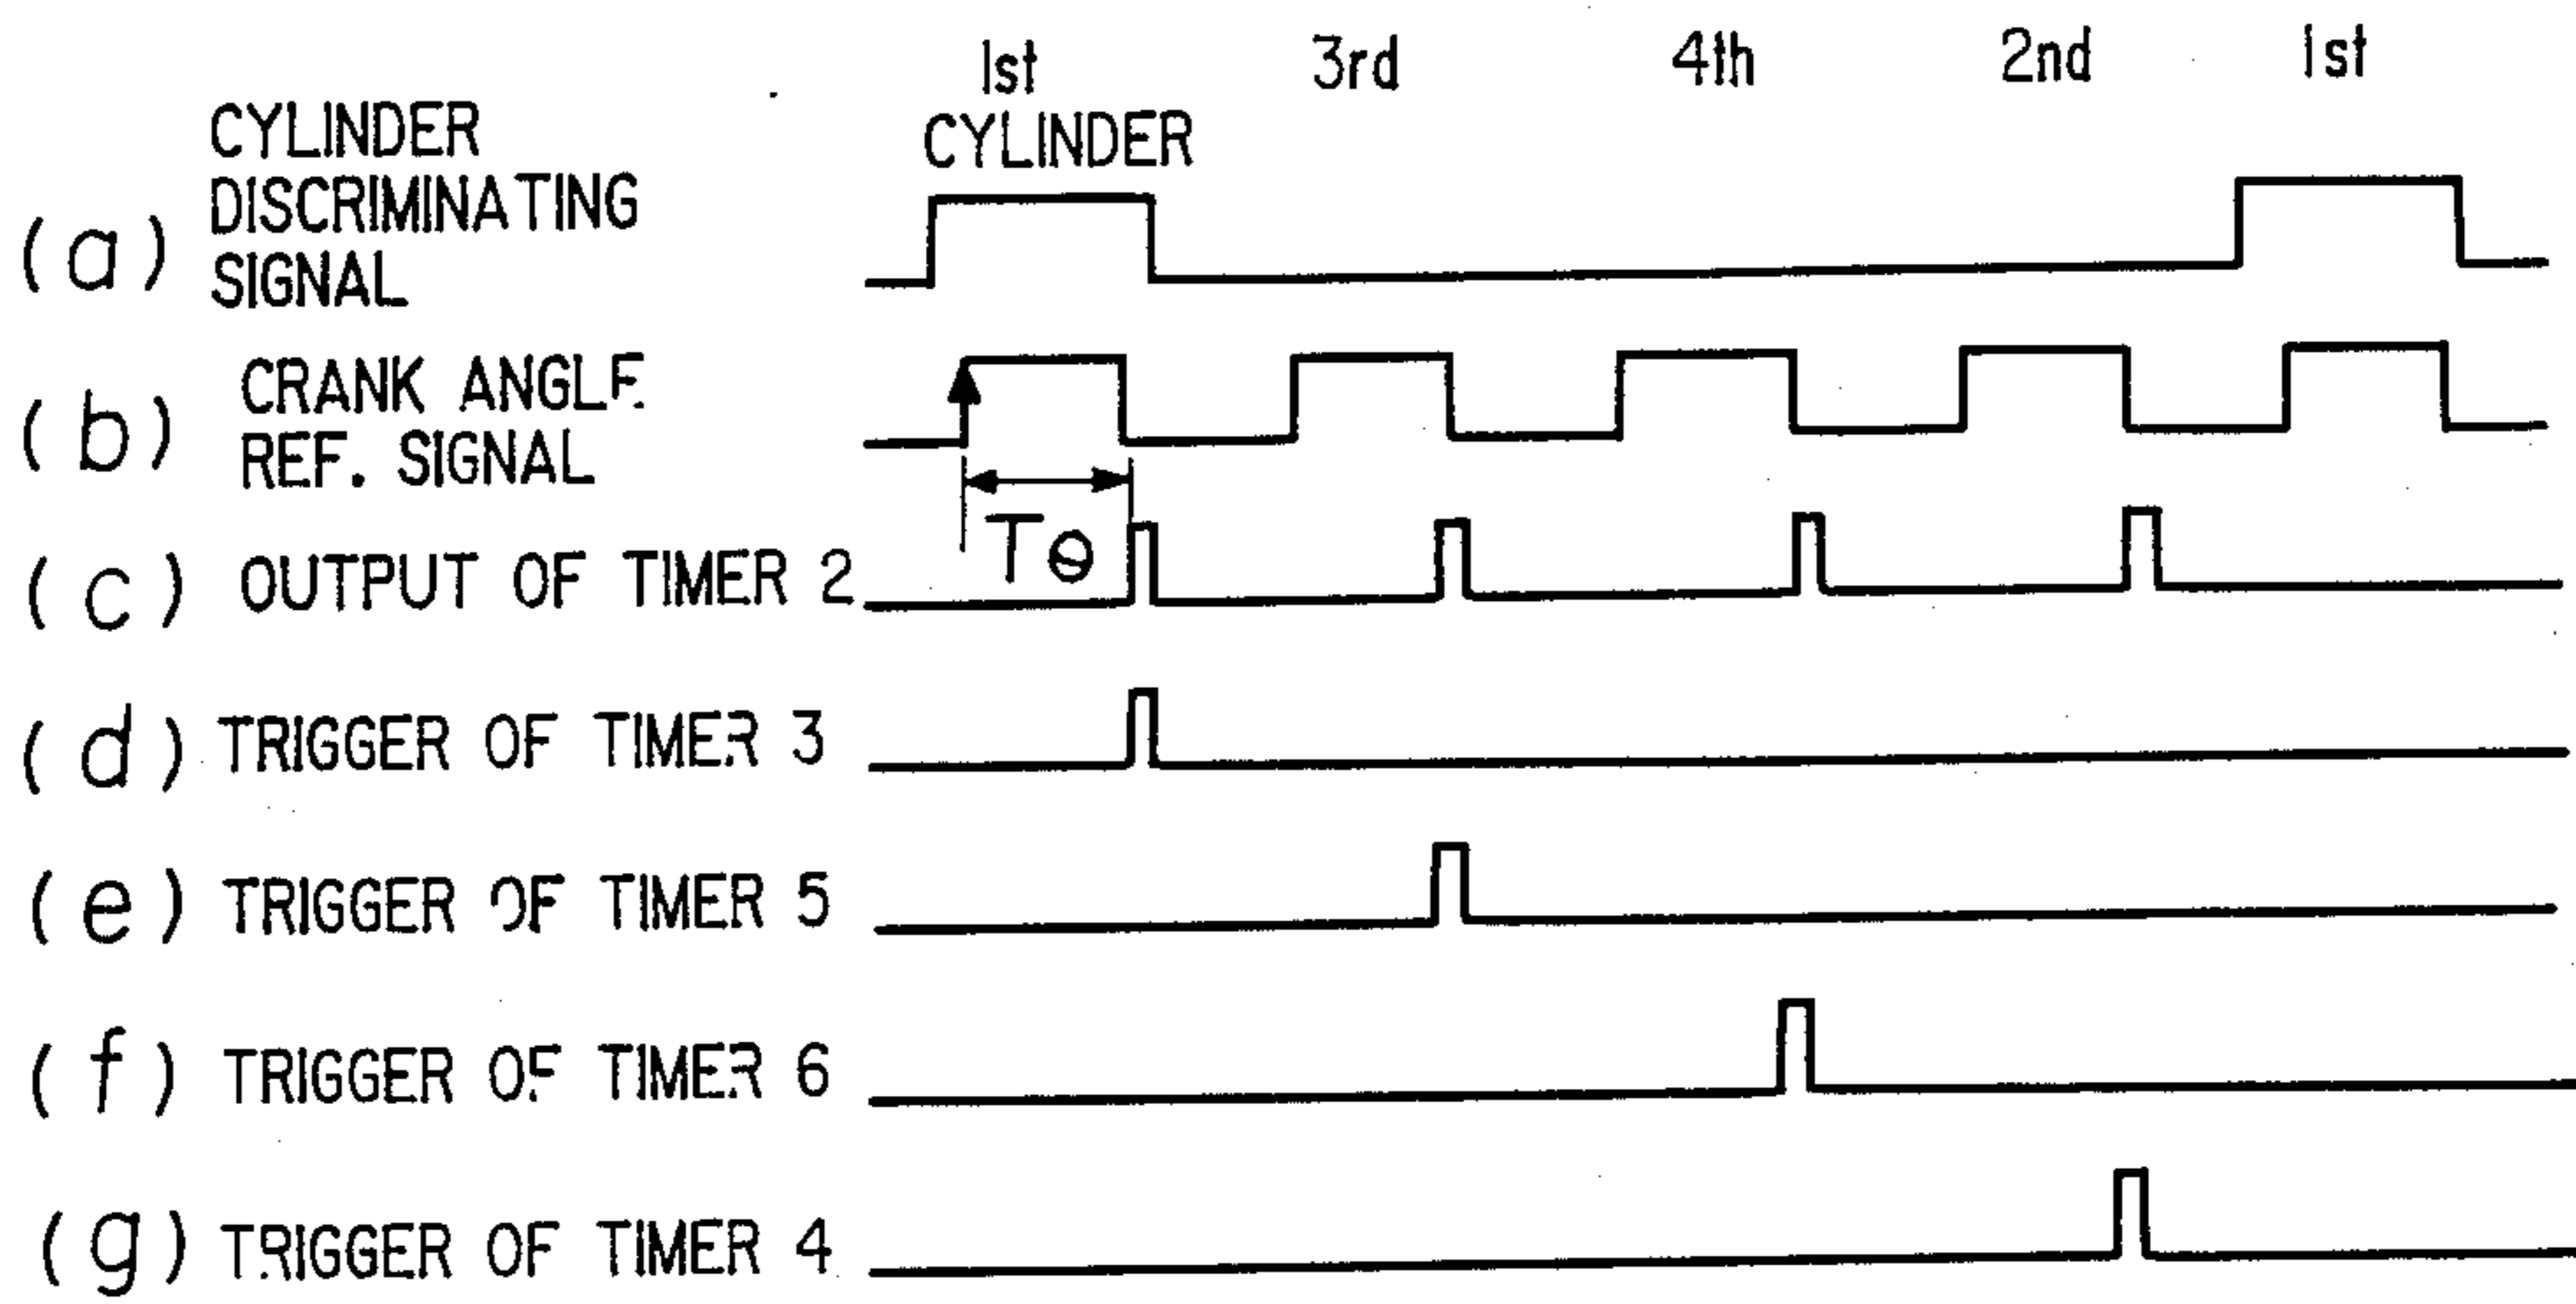 1st 3rd 4th 2nd 1st
CYLINDER
(a) CYLINDER
DISCRIMINATING
SIGNAL
(b) CRANK ANGLE
REF. SIGNAL
TΘ
(c) OUTPUT OF TIMER 2
(d) TRIGGER OF TIMER 3
(e) TRIGGER OF TIMER 5
(f) TRIGGER OF TIMER 6
(g) TRIGGER OF TIMER 4